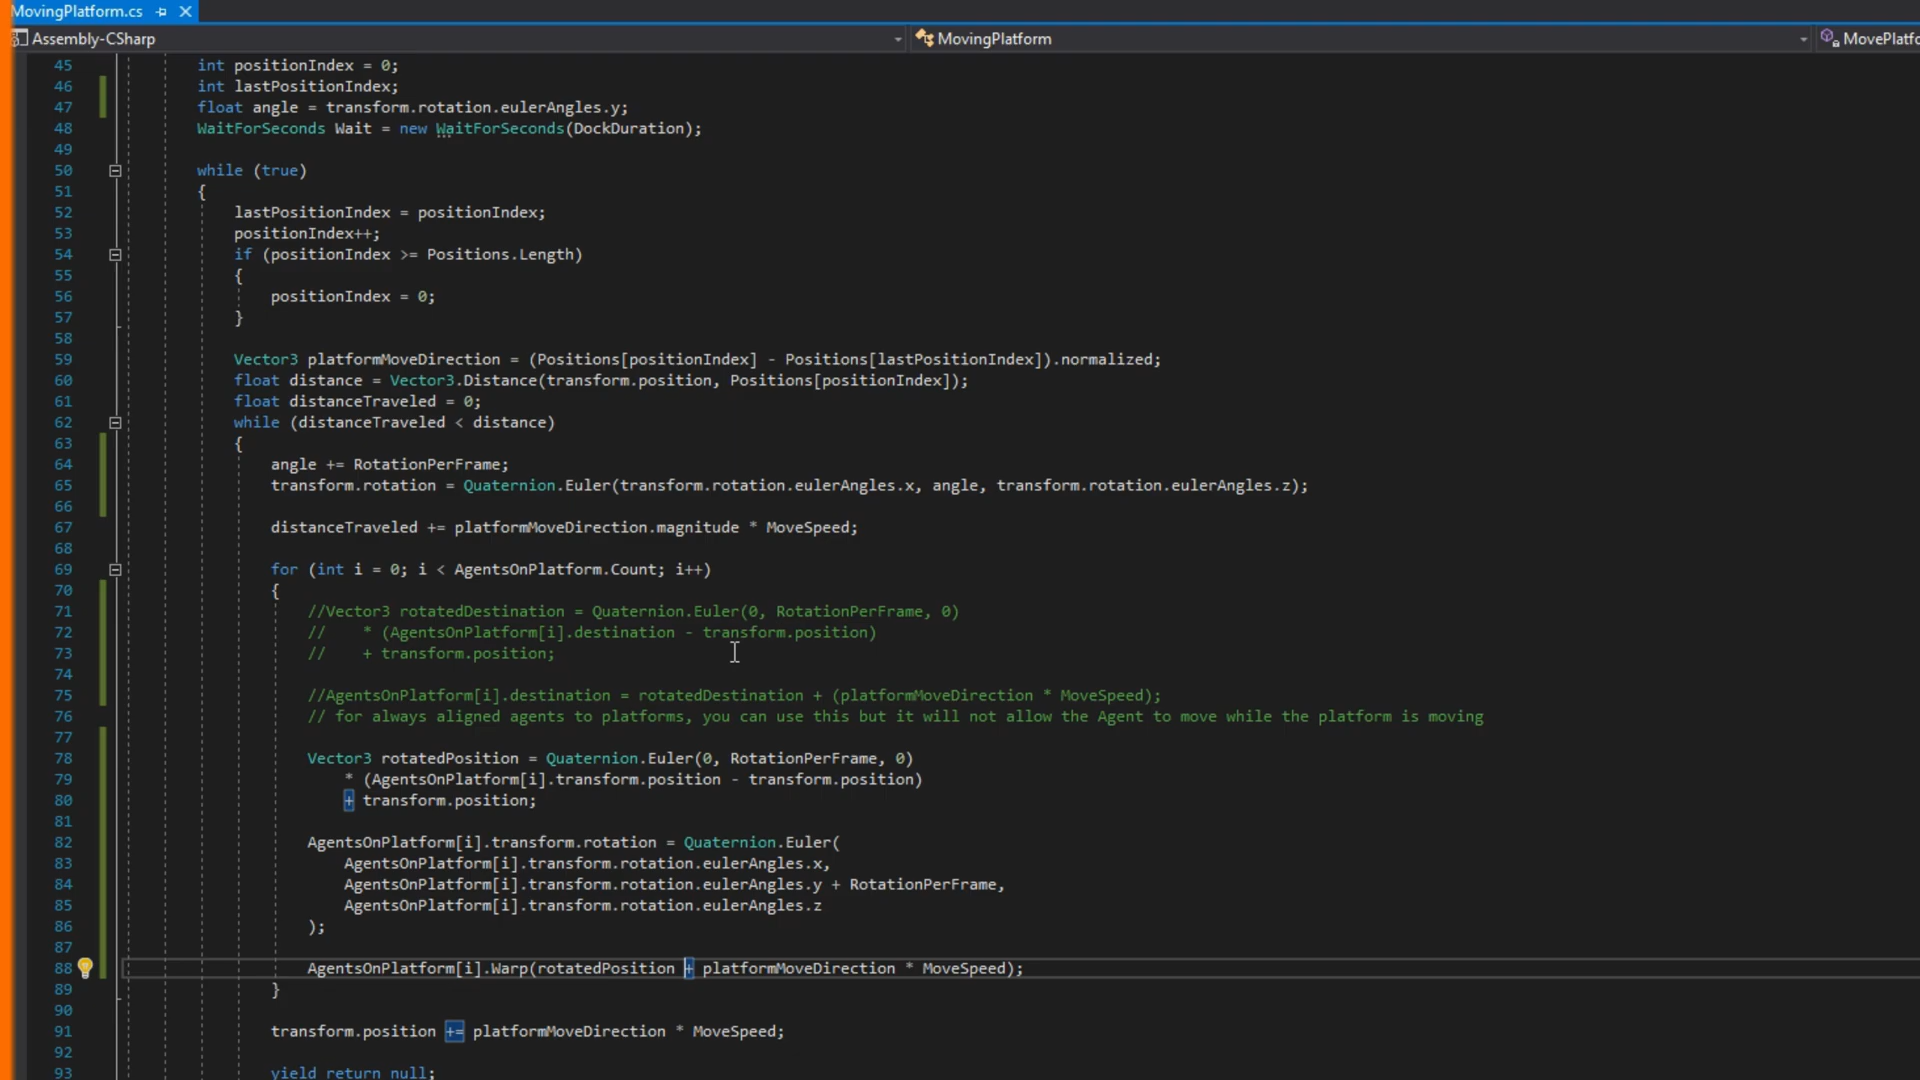 MovingPlatform.cs
Assembly-CSharp MovingPlatform MovePlatfo
45 int positionIndex = 0;
46 int lastPositionIndex;
47 float angle = transform.rotation.eulerAngles.y;
48 WaitForSeconds Wait = new WaitForSeconds(DockDuration);
49
50 while (true)
51 {
52 lastPositionIndex = positionIndex;
53 positionIndex++;
54 if (positionIndex >= Positions.Length)
55 {
56 positionIndex = 0;
57 }
58
59 Vector3 platformMoveDirection = (Positions[positionIndex] - Positions[lastPositionIndex]).normalized;
60 float distance = Vector3.Distance(transform.position, Positions[positionIndex]);
61 float distanceTraveled = 0;
62 while (distanceTraveled < distance)
63 {
64 angle += RotationPerFrame;
65 transform.rotation = Quaternion.Euler(transform.rotation.eulerAngles.x, angle, transform.rotation.eulerAngles.z);
66
67 distanceTraveled += platformMoveDirection.magnitude * MoveSpeed;
68
69 for (int i = 0; i < AgentsOnPlatform.Count; i++)
70 {
71 //Vector3 rotatedDestination = Quaternion.Euler(0, RotationPerFrame, 0)
72 // * (AgentsOnPlatform[i].destination - transform.position)
73 // + transform.position;
74
75 //AgentsOnPlatform[i].destination = rotatedDestination + (platformMoveDirection * MoveSpeed);
76 // for always aligned agents to platforms, you can use this but it will not allow the Agent to move while the platform is moving
77
78 Vector3 rotatedPosition = Quaternion.Euler(0, RotationPerFrame, 0)
79 * (AgentsOnPlatform[i].transform.position - transform.position)
80 + transform.position;
81
82 AgentsOnPlatform[i].transform.rotation = Quaternion.Euler(
83 AgentsOnPlatform[i].transform.rotation.eulerAngles.x,
84 AgentsOnPlatform[i].transform.rotation.eulerAngles.y + RotationPerFrame,
85 AgentsOnPlatform[i].transform.rotation.eulerAngles.z
86 );
87
88 AgentsOnPlatform[i].Warp(rotatedPosition + platformMoveDirection * MoveSpeed);
89 }
90
91 transform.position += platformMoveDirection * MoveSpeed;
92
93 yield return null;